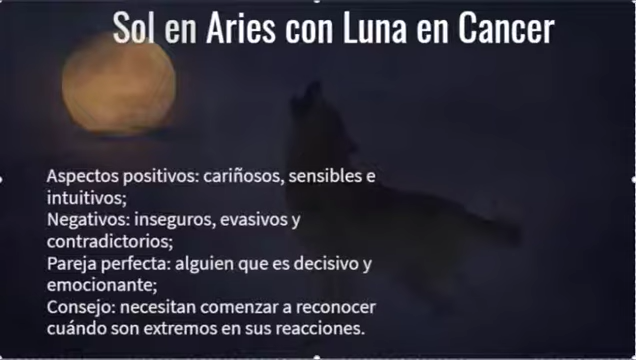 Sol en Aries con Luna en Cancer
Aspectos positivos: cariñosos, sensibles e
intuitivos;
Negativos: inseguros, evasivos y
contradictorios;
Pareja perfecta: alguien que es decisivo y
emocionante;
Consejo: necesitan comenzar a reconocer
cuándo son extremos en sus reacciones.